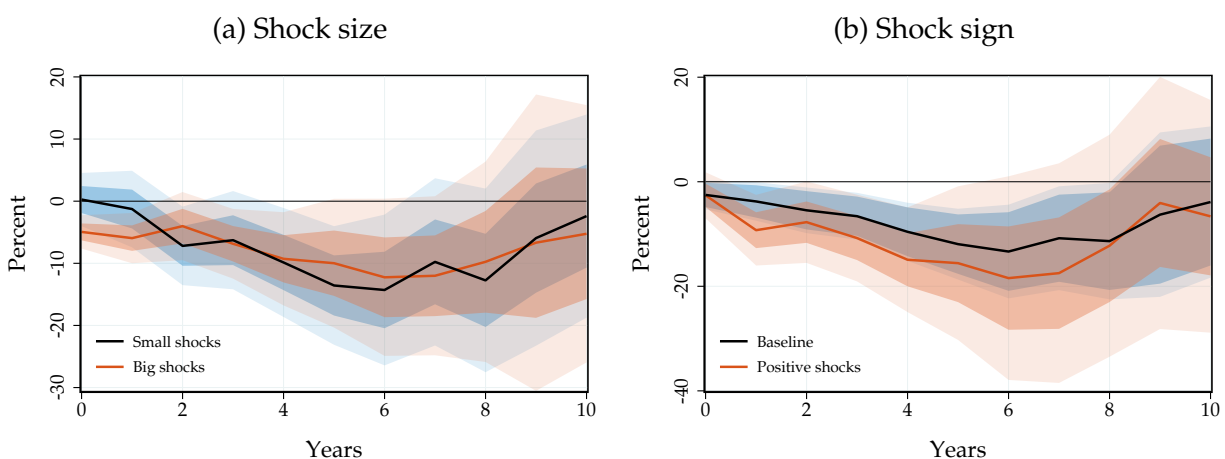 (a) Shock size
20
10
0
-10
-20
-30
Percent
Small shocks
Big shocks
0 2 4 6 8 10
Years
(b) Shock sign
20
0
-20
-40
Percent
Baseline
Positive shocks
0 2 4 6 8 10
Years